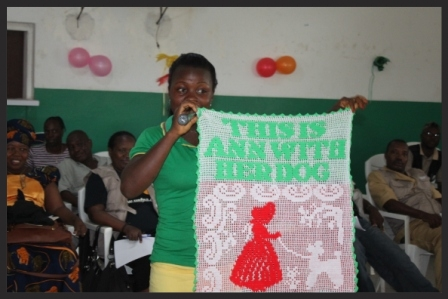 THIS IS
ANN WITH
HER DOG